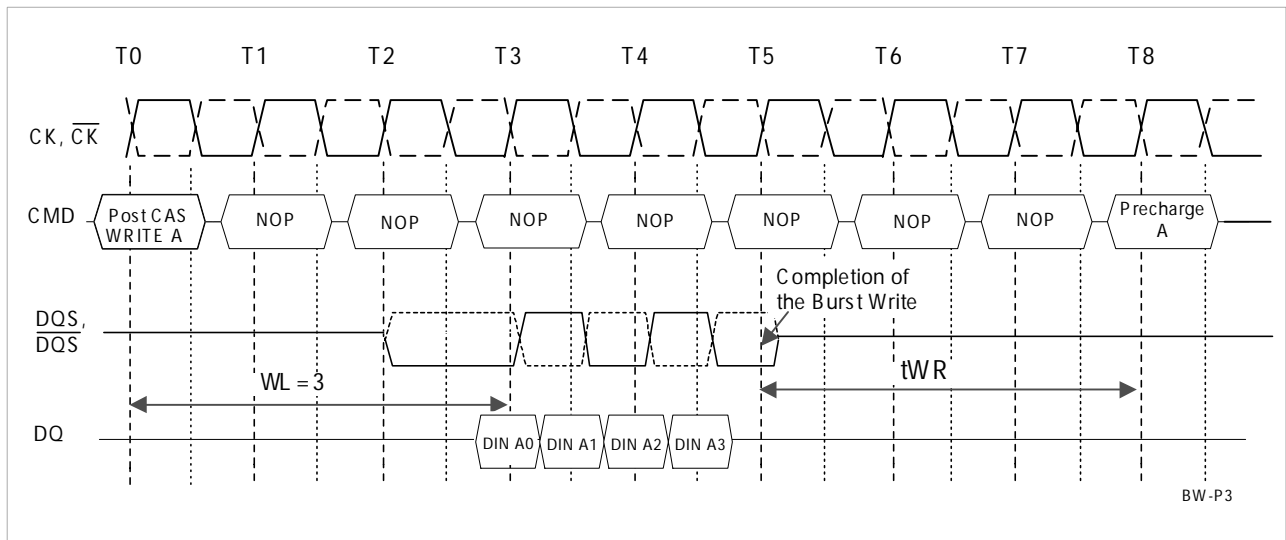 T0 T1 T2 T3 T4 T5 T6 T7 T8
CK, CK
CMD
Post CAS
WRITE A
NOP NOP NOP NOP NOP NOP NOP
Precharge
A
Completion of
the Burst Write
DQS,
DQS
WL = 3
tWR
DQ
DIN A0 DIN A1 DIN A2 DIN A3
BW-P3